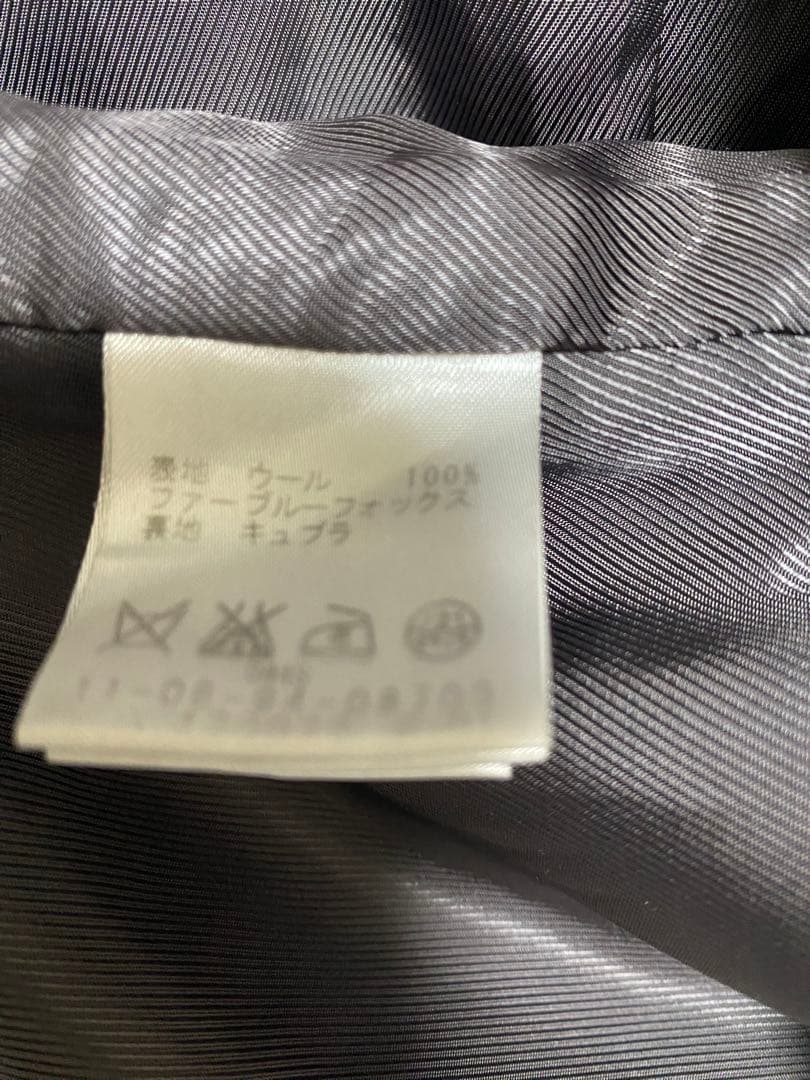 表地 ウール 100%
ファーブルーフォックス
裏地 キュプラ